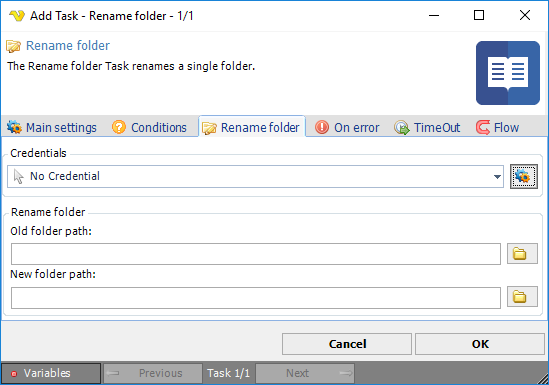 Add Task - Rename folder - 1/1
Rename folder
The Rename folder Task renames a single folder.
Main settings Conditions Rename folder On error TimeOut Flow
Credentials
No Credential
Rename folder
Old folder path:
New folder path:
Cancel OK
Variables Previous Task 1/1 Next